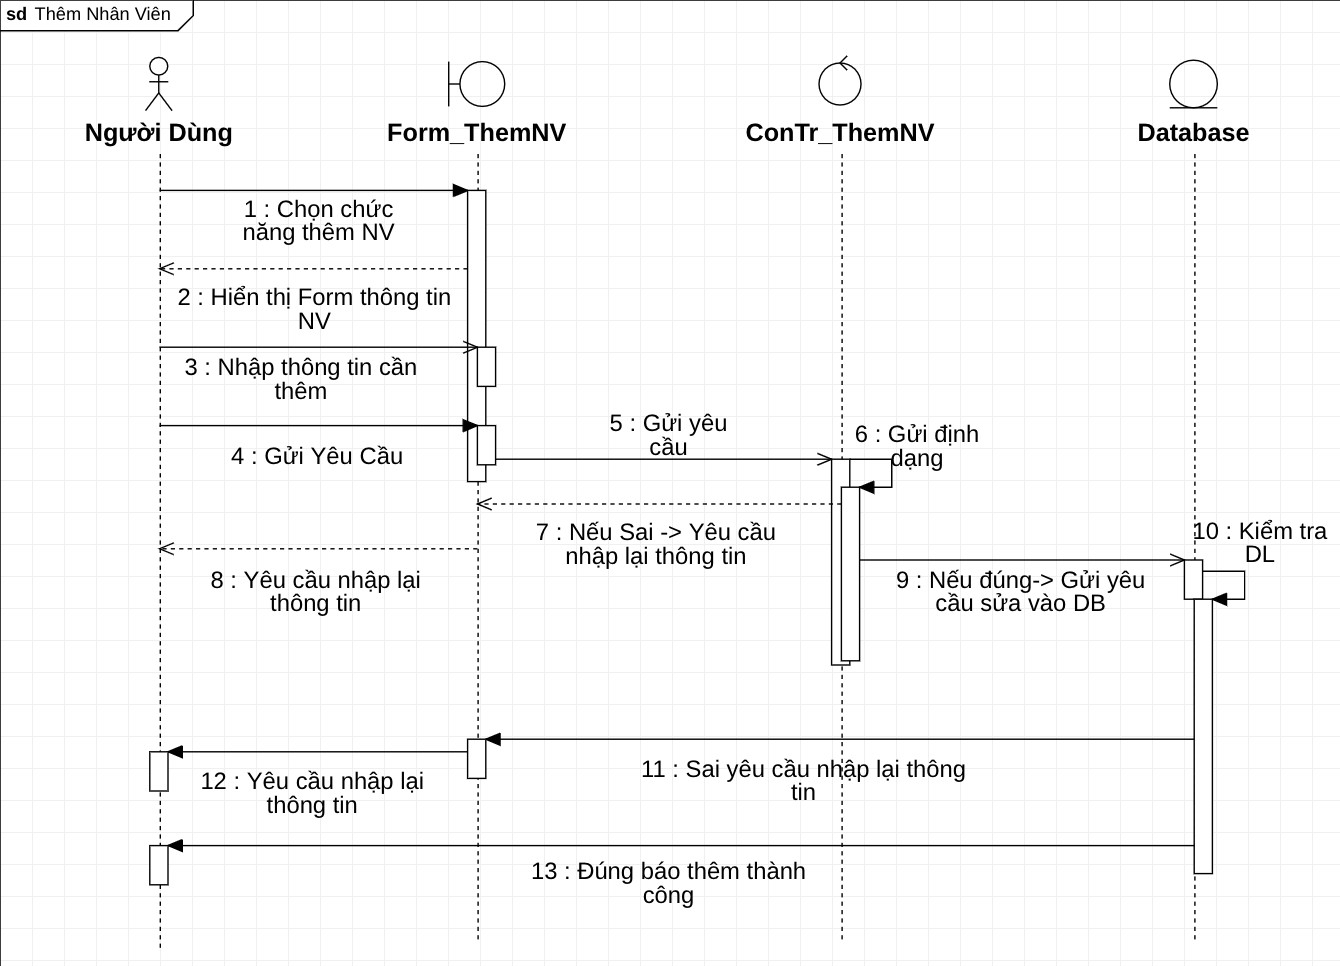 sd Thêm Nhân Viên
Người Dùng
Form_ThemNV
ConTr_ThemNV
Database
1 : Chọn chức
năng thêm NV
2 : Hiển thị Form thông tin
NV
3 : Nhập thông tin cần
thêm
4 : Gửi Yêu Cầu
5 : Gửi yêu
cầu
6 : Gửi định
dạng
7 : Nếu Sai -> Yêu cầu
nhập lại thông tin
8 : Yêu cầu nhập lại
thông tin
9 : Nếu đúng-> Gửi yêu
cầu sửa vào DB
10 : Kiểm tra
DL
11 : Sai yêu cầu nhập lại thông
tin
12 : Yêu cầu nhập lại
thông tin
13 : Đúng báo thêm thành
công